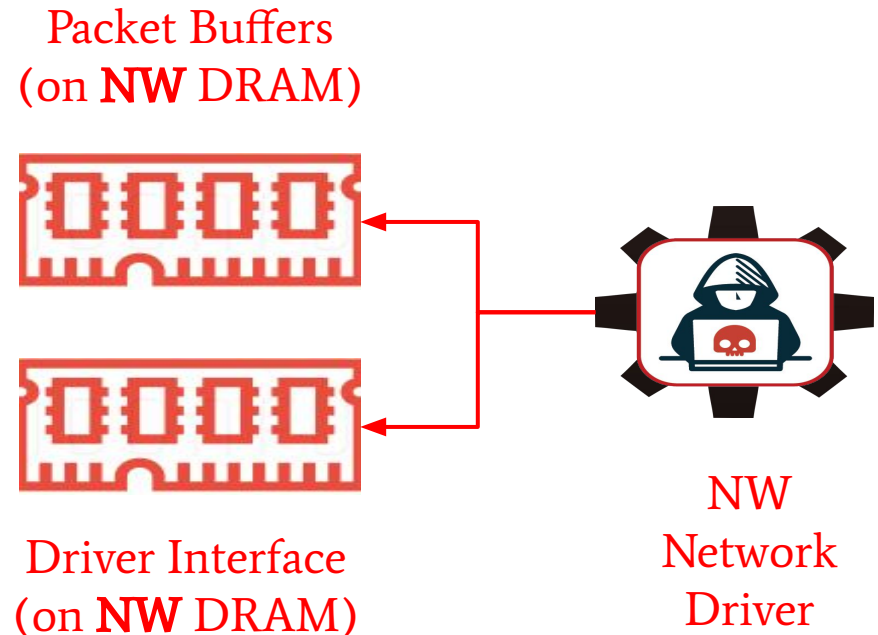 Packet Buffers
(on NW DRAM)
Driver Interface
(on NW DRAM)
NW
Network
Driver